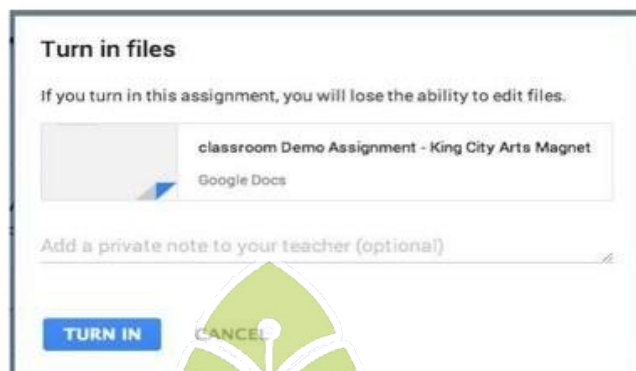 Turn in files
If you turn in this assignment, you will lose the ability to edit files.
classroom Demo Assignment - King City Arts Magnet
Google Docs
Add a private note to your teacher (optional)
TURN IN CANCEL